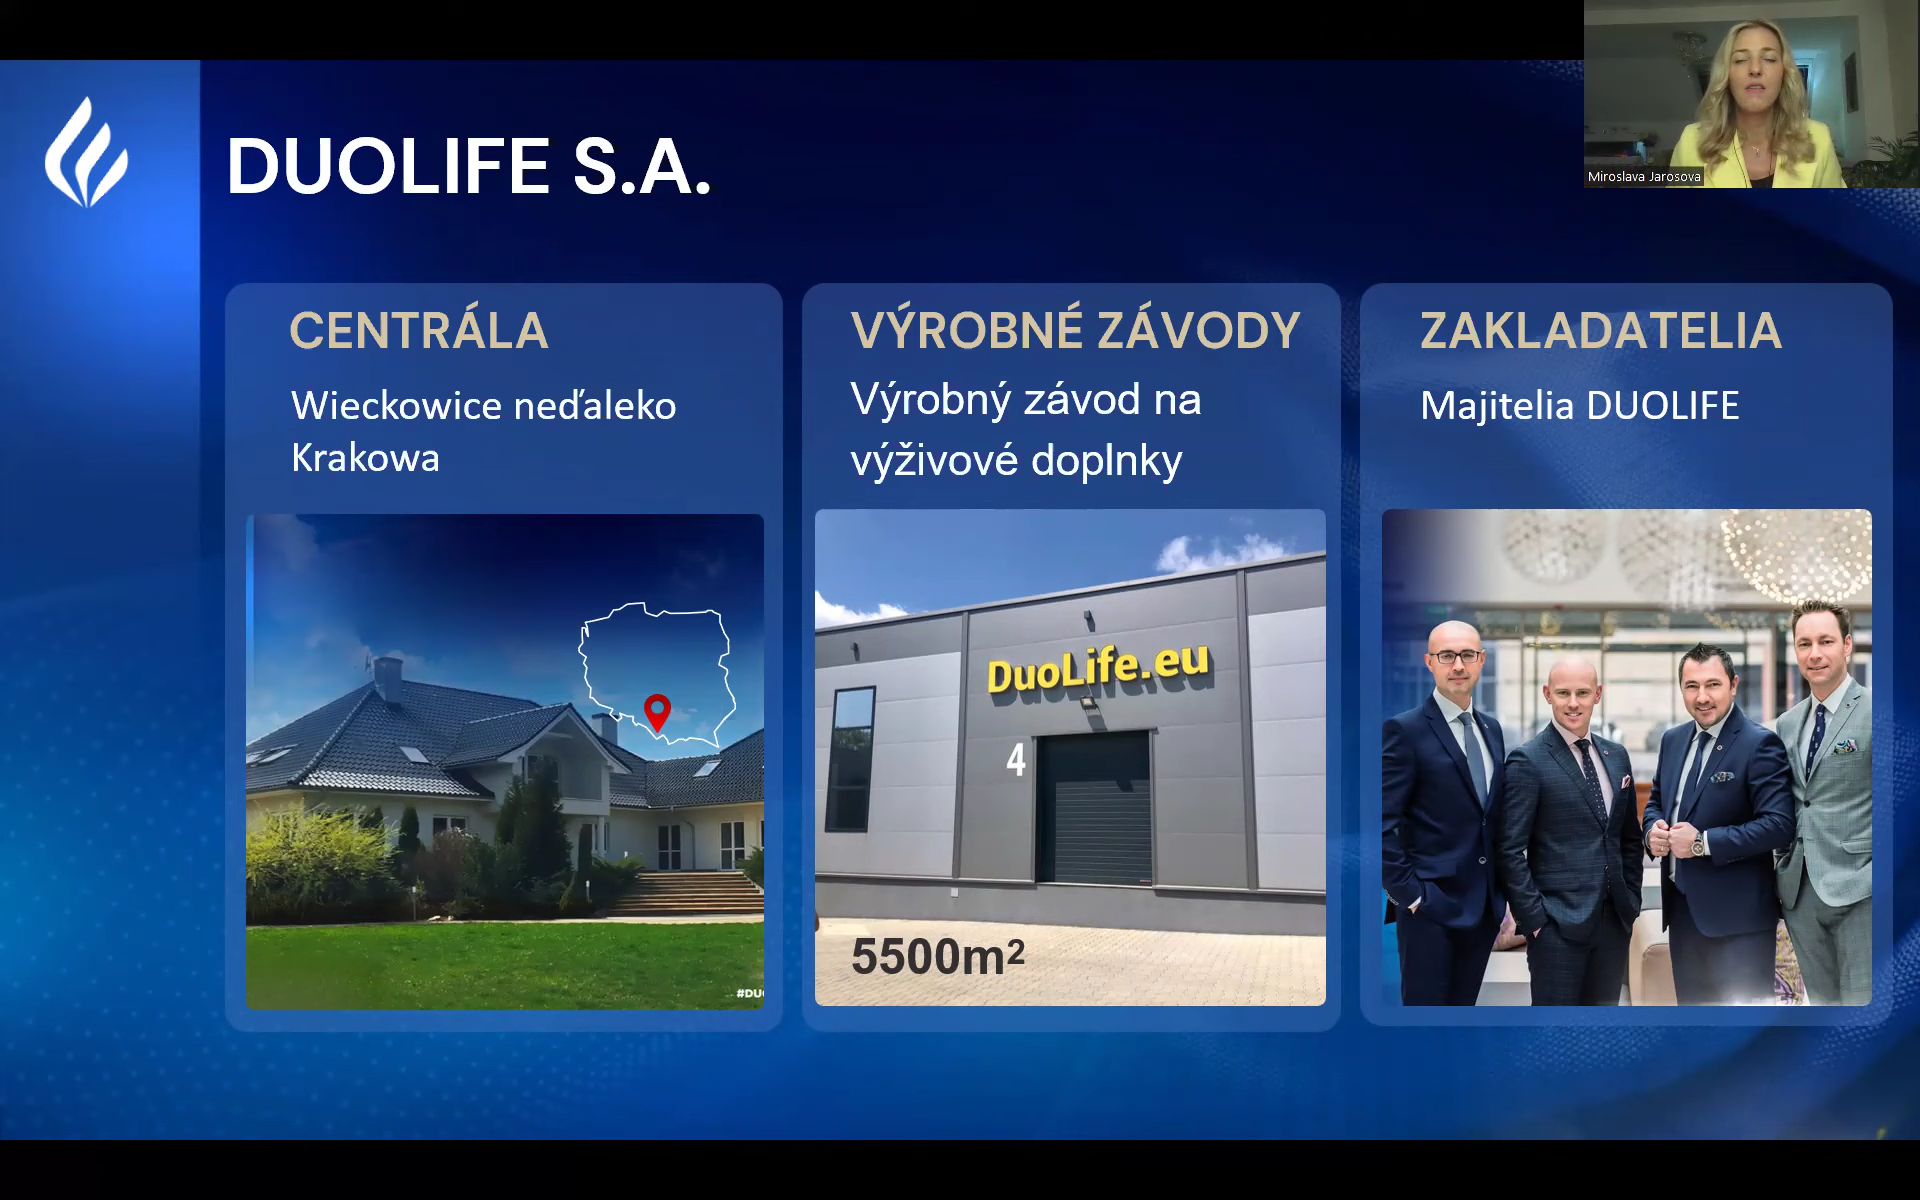 Miroslava Jarosova
DUOLIFE S.A.
CENTRÁLA
Wieckowice neďaleko
Krakowa
#DU
VÝROBNÉ ZÁVODY
Výrobný závod na
výživové doplnky
DuoLife.eu
4
5500m²
ZAKLADATELIA
Majitelia DUOLIFE